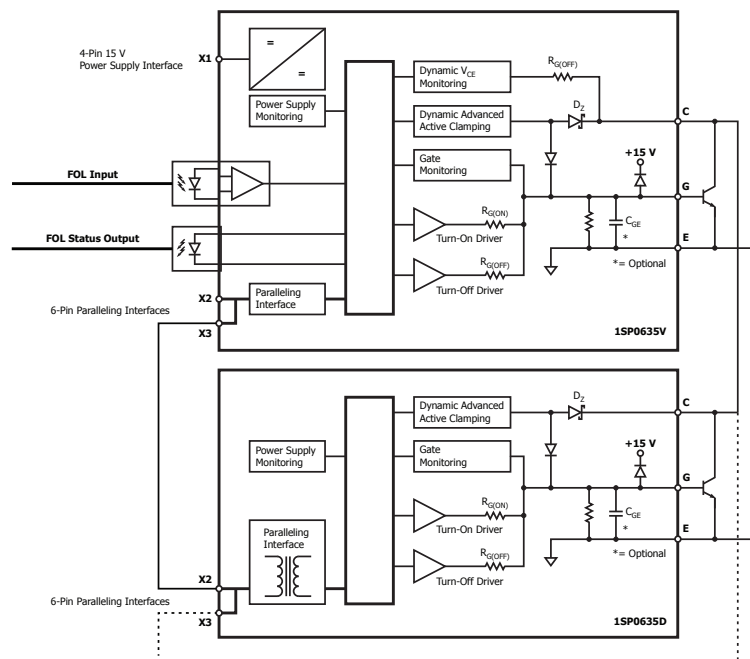 4-Pin 15 V
Power Supply Interface
X1
=
=
Dynamic VCE
Monitoring
RG(OFF)
Power Supply
Monitoring
Dynamic Advanced
Active Clamping
DZ
C
FOL Input
Gate
Monitoring
+15 V
G
FOL Status Output
RG(ON)
Turn-On Driver
CGE
*
E
RG(OFF)
Turn-Off Driver
*= Optional
X2
Paralleling
Interface
6-Pin Paralleling Interfaces
X3
1SP0635V
Dynamic Advanced
Active Clamping
DZ
C
Power Supply
Monitoring
Gate
Monitoring
+15 V
G
RG(ON)
Turn-On Driver
CGE
*
E
Paralleling
Interface
RG(OFF)
Turn-Off Driver
*= Optional
X2
6-Pin Paralleling Interfaces
X3
1SP0635D